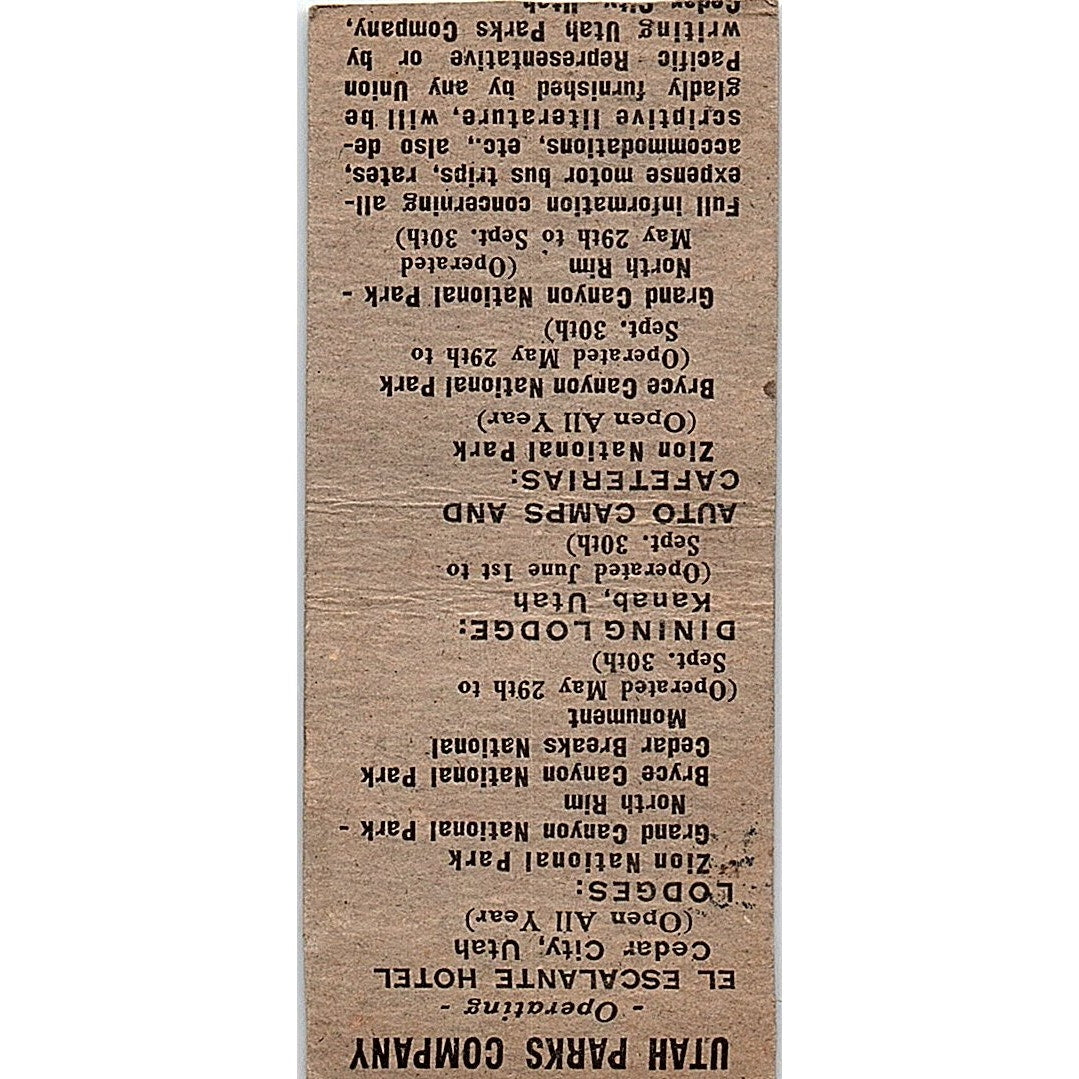 UTAH PARKS COMPANY
- Operating -
EL ESCALANTE HOTEL
Cedar City, Utah
(Open All Year)
LODGES:
Zion National Park
Grand Canyon National Park -
North Rim
Bryce Canyon National Park
Cedar Breaks National
Monument
(Operated May 29th to
Sept. 30th)
DINING LODGE:
Kanab, Utah
(Operated June 1st to
Sept. 30th)
AUTO CAMPS AND
CAFETERIAS:
Zion National Park
(Open All Year)
Bryce Canyon National Park
(Operated May 29th to
Sept. 30th)
Grand Canyon National Park -
North Rim (Operated
May 29th to Sept. 30th)
Full information concerning all-
expense motor bus trips, rates,
accommodations, etc., also de-
scriptive literature, will be
gladly furnished by any Union
Pacific Representative or by
writing Utah Parks Company,
Cedar City, Utah